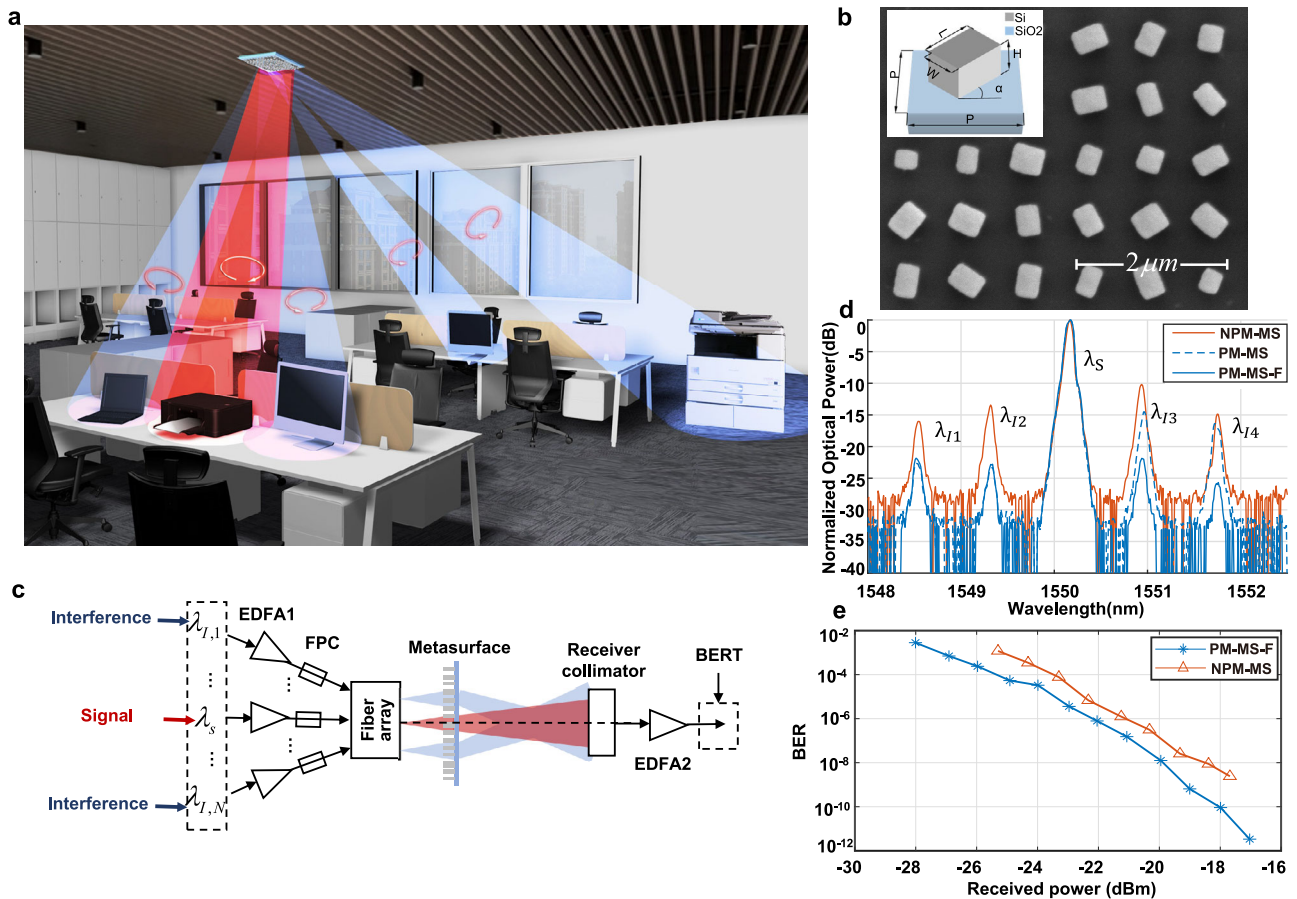 a
b
Si
SiO2
L
W
H
P
α
P
2 μm
c
Interference
λI,1
EDFA1
FPC
...
...
Signal
λs
...
...
Interference
λI,N
Fiber
array
Metasurface
Receiver
collimator
EDFA2
BERT
d
Normalized Optical Power(dB)
0
-5
-10
-15
-20
-25
-30
-35
-40
λI1
λI2
λS
λI3
λI4
NPM-MS
PM-MS
PM-MS-F
1548
1549
1550
1551
1552
Wavelength(nm)
e
BER
10-2
10-4
10-6
10-8
10-10
10-12
PM-MS-F
NPM-MS
-30
-28
-26
-24
-22
-20
-18
-16
Received power (dBm)